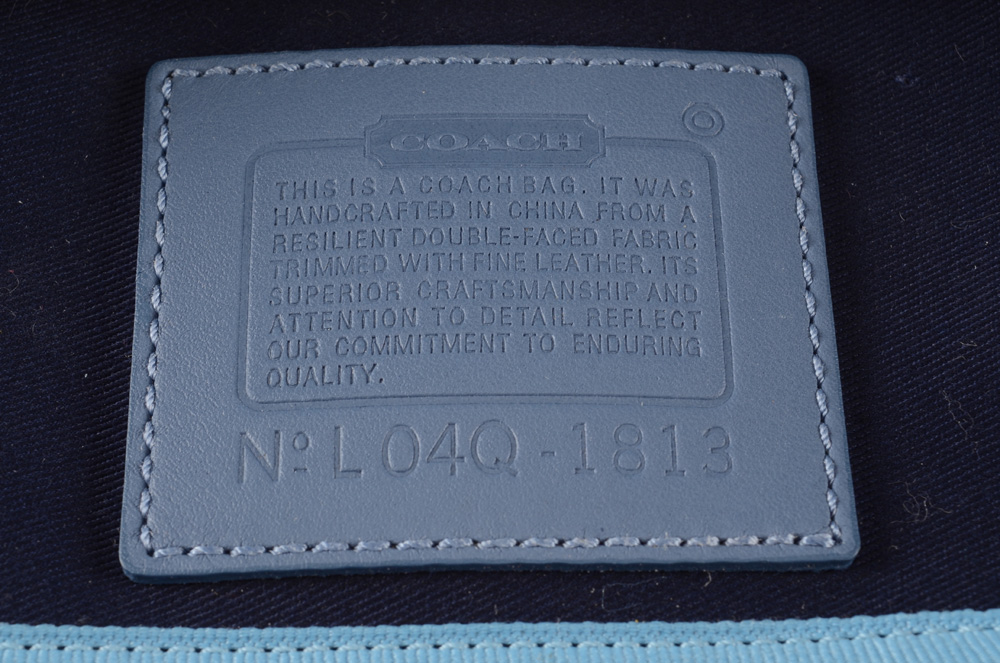 COACH
THIS IS A COACH BAG. IT WAS
HANDCRAFTED IN CHINA FROM A
RESILIENT DOUBLE-FACED FABRIC
TRIMMED WITH FINE LEATHER. ITS
SUPERIOR CRAFTSMANSHIP AND
ATTENTION TO DETAIL REFLECT
OUR COMMITMENT TO ENDURING
QUALITY.
Nº L04Q-1813